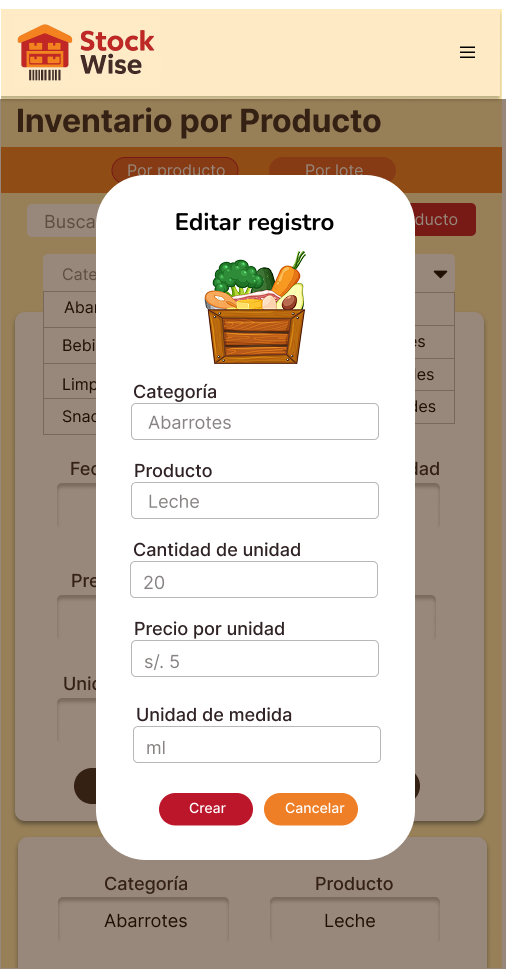 Stock
Wise
Inventario por Producto
Por producto
Por lote
Busca
ducto
Cate
Abar
Bebi
es
Limp
es
Snac
des
Editar registro
Categoría
Abarrotes
Producto
Leche
Cantidad de unidad
20
Precio por unidad
s/. 5
Unidad de medida
ml
Crear
Cancelar
Fec
dad
Pre
Unic
Categoría
Producto
Abarrotes
Leche